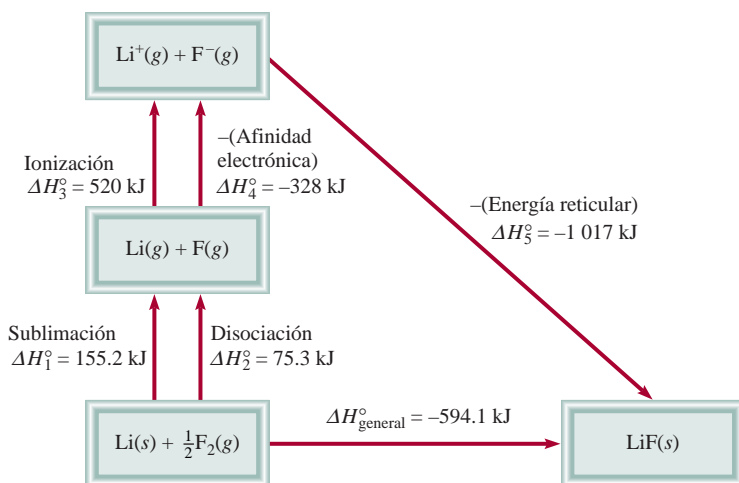 Li⁺(g) + F⁻(g)
–(Afinidad
electrónica)
ΔH°₄ = –328 kJ
Ionización
ΔH°₃ = 520 kJ
–(Energía reticular)
ΔH°₅ = –1 017 kJ
Li(g) + F(g)
Sublimación
ΔH°₁ = 155.2 kJ
Disociación
ΔH°₂ = 75.3 kJ
ΔH°general = –594.1 kJ
Li(s) + ½F₂(g)
LiF(s)